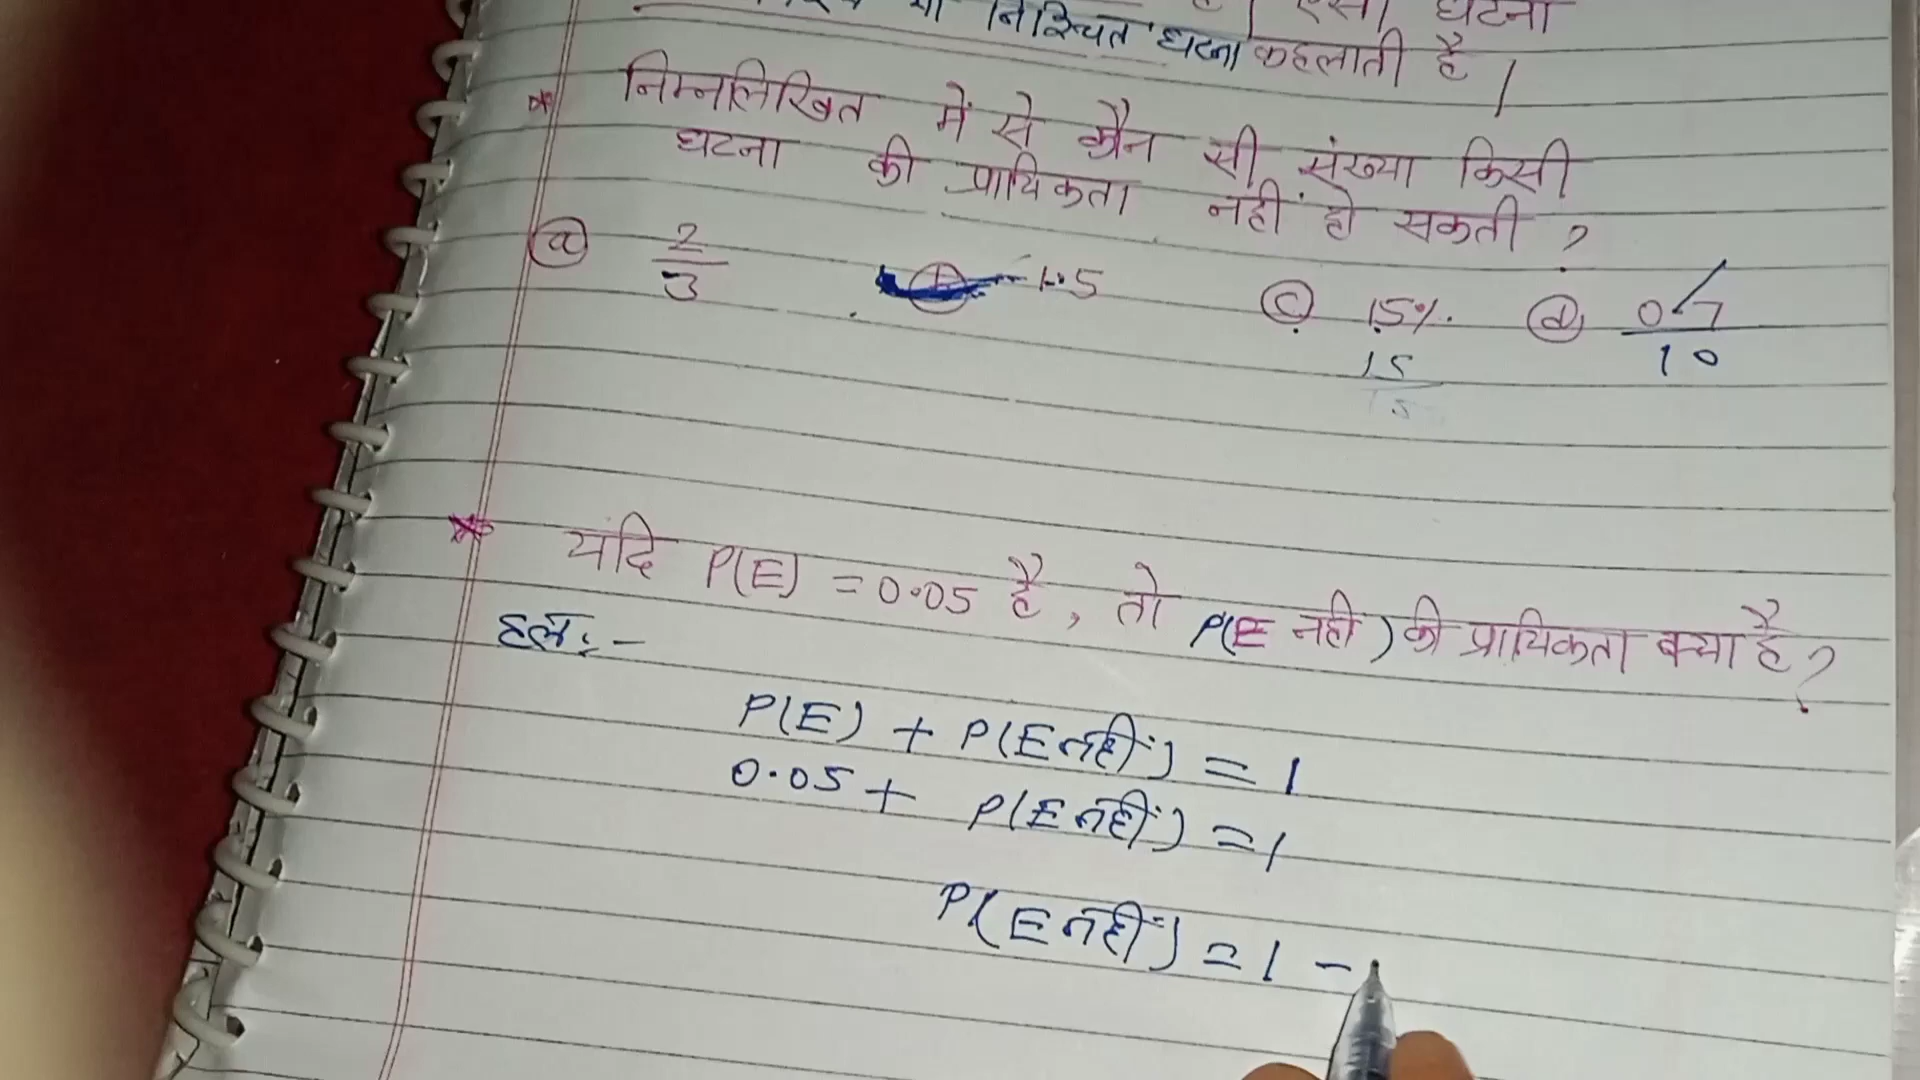 निश्चित घटना कहलाती है ।
* निम्नलिखित में से कौन सी संख्या किसी
घटना की प्रायिकता नहीं हो सकती ?
(a) 2/3 -1.5 (c) 15% (d) 0.7
15 10
* यदि P(E) = 0.05 है, तो P(E नही) की प्रायिकता क्या है?
हल:-
P(E) + P(E नहीं) = 1
0.05 + P(E नहीं) = 1
P(E नहीं) = 1 -